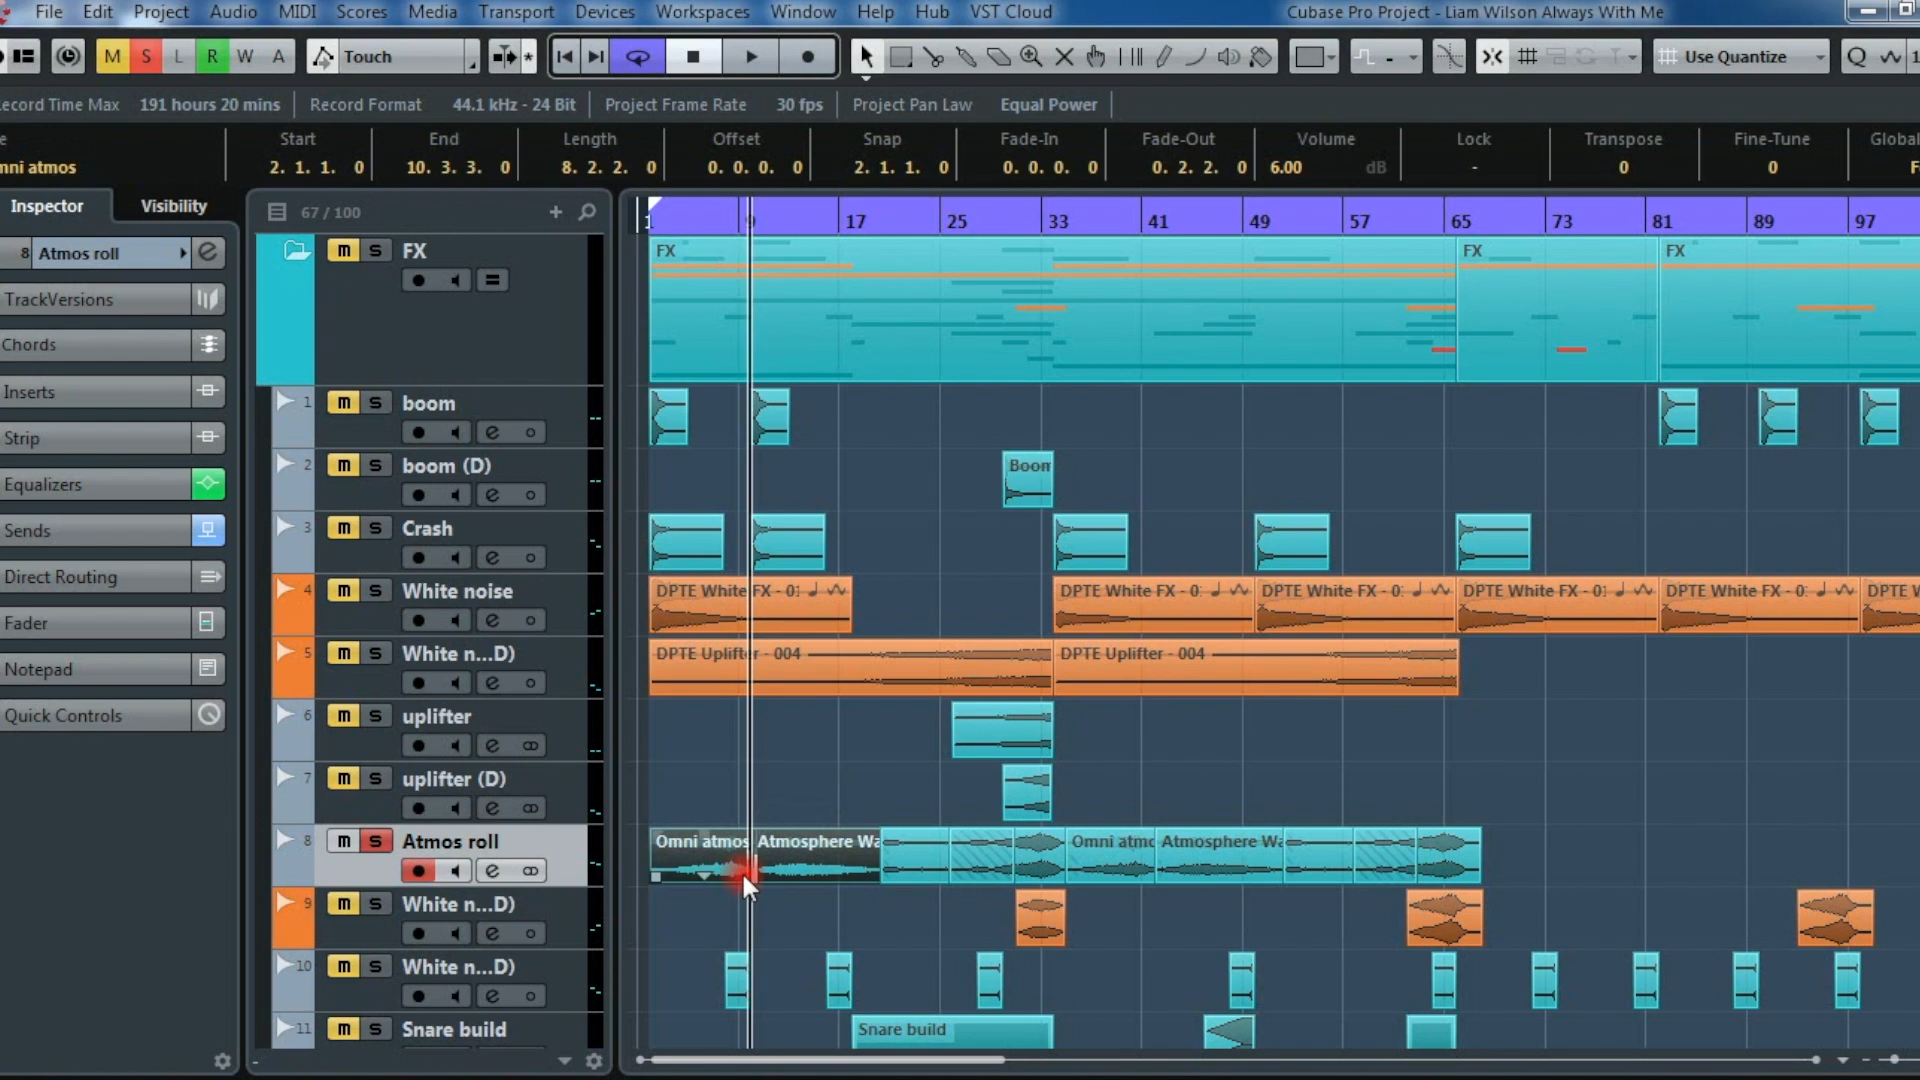 File Edit Project Audio MIDI Scores Media Transport Devices Workspaces Window Help Hub VST Cloud Cubase Pro Project - Liam Wilson Always With Me
M S L R W A Touch * Use Quantize Q
ecord Time Max 191 hours 20 mins Record Format 44.1 kHz - 24 Bit Project Frame Rate 30 fps Project Pan Law Equal Power
Start End Length Offset Snap Fade-In Fade-Out Volume Lock Transpose Fine-Tune Global
mni atmos 2. 1. 1. 0 10. 3. 3. 0 8. 2. 2. 0 0. 0. 0. 0 2. 1. 1. 0 0. 0. 0. 0 0. 2. 2. 0 6.00 dB - 0 0 F
Inspector Visibility 67 / 100 +
1 9 17 25 33 41 49 57 65 73 81 89 97
8 Atmos roll
TrackVersions
Chords
Inserts
Strip
Equalizers
Sends
Direct Routing
Fader
Notepad
Quick Controls
m S FX FX FX FX
1 m S boom
2 m S boom (D) Boom
3 m S Crash
4 m S White noise DPTE White FX - 0 DPTE White FX - 0 DPTE White FX - 0 DPTE White FX - 0 DPTE White FX - 0 DPTE W
5 m S White n...D) DPTE Uplifter - 004 DPTE Uplifter - 004
6 m S uplifter
7 m S uplifter (D)
8 m S Atmos roll Omni atmos Atmosphere Wa Omni atmo Atmosphere Wa
9 m S White n...D)
10 m S White n...D)
11 m S Snare build Snare build